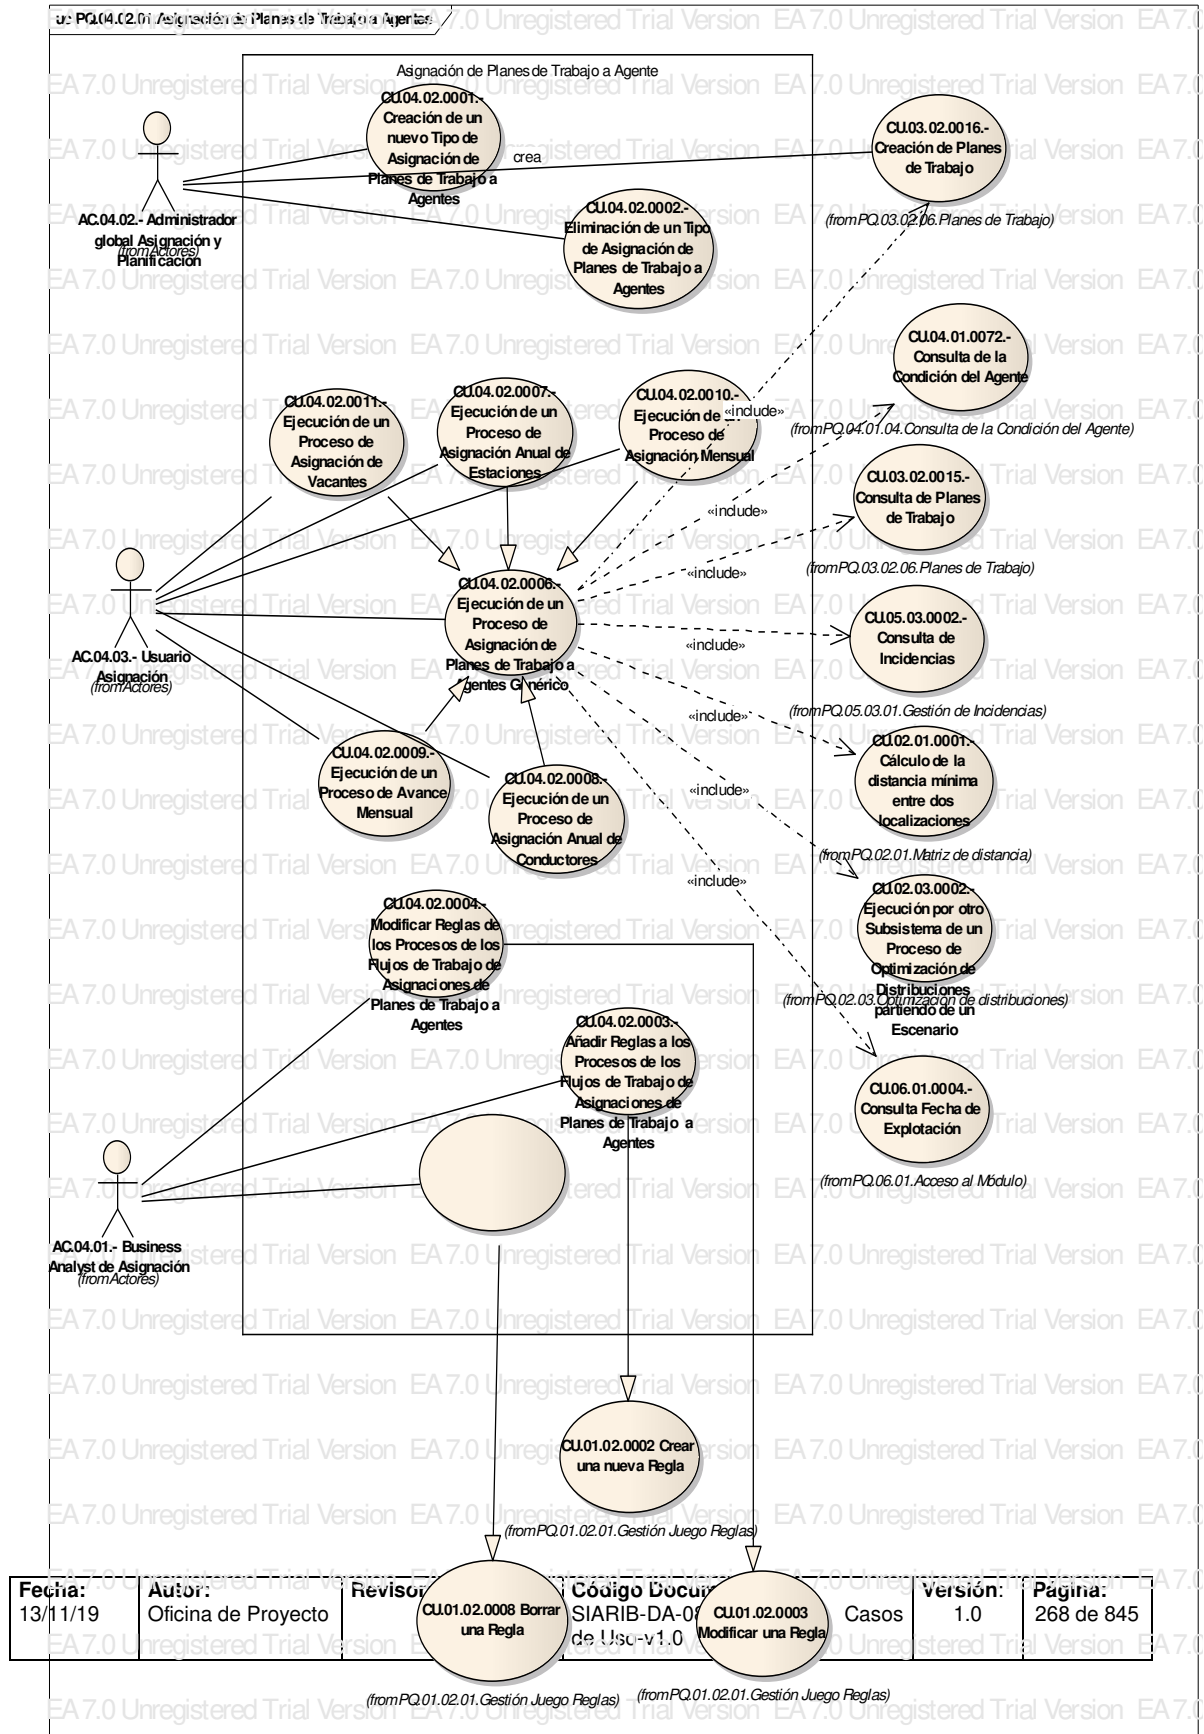 uc PQ.04.02.01.Asignación de Planes de Trabajo a Agentes
Asignación de Planes de Trabajo a Agente
CU.04.02.0001.-
Creación de un
nuevo Tipo de
Asignación de
Planes de Trabajo a
Agentes
crea
CU.03.02.0016.-
Creación de Planes
de Trabajo
(from PQ.03.02.06.Planes de Trabajo)
AC.04.02.- Administrador
global Asignación y
Planificación
(from Actores)
CU.04.02.0002.-
Eliminación de un Tipo
de Asignación de
Planes de Trabajo a
Agentes
CU.04.01.0072.-
Consulta de la
Condición del Agente
(from PQ.04.01.04.Consulta de la Condición del Agente)
CU.04.02.0011.-
Ejecución de un
Proceso de
Asignación de
Vacantes
CU.04.02.0007.-
Ejecución de un
Proceso de
Asignación Anual de
Estaciones
CU.04.02.0010.-
Ejecución de un
Proceso de
Asignación Mensual
«include»
«include»
«include»
«include»
«include»
«include»
«include»
CU.03.02.0015.-
Consulta de Planes
de Trabajo
(from PQ.03.02.06.Planes de Trabajo)
AC.04.03.- Usuario
Asignación
(from Actores)
CU.04.02.0006.-
Ejecución de un
Proceso de
Asignación de
Planes de Trabajo a
Agentes Genérico
CU.05.03.0002.-
Consulta de
Incidencias
(from PQ.05.03.01.Gestión de Incidencias)
CU.04.02.0009.-
Ejecución de un
Proceso de Avance
Mensual
CU.04.02.0008.-
Ejecución de un
Proceso de
Asignación Anual de
Conductores
CU.02.01.0001.-
Cálculo de la
distancia mínima
entre dos
localizaciones
(from PQ.02.01.Matriz de distancia)
CU.02.03.0002.-
Ejecución por otro
Subsistema de un
Proceso de
Optimización de
Distribuciones
partiendo de un
Escenario
(from PQ.02.03.Optimización de distribuciones)
CU.04.02.0004.-
Modificar Reglas de
los Procesos de los
Flujos de Trabajo de
Asignaciones de
Planes de Trabajo a
Agentes
CU.04.02.0003.-
Añadir Reglas a los
Procesos de los
Flujos de Trabajo de
Asignaciones de
Planes de Trabajo a
Agentes
CU.06.01.0004.-
Consulta Fecha de
Explotación
(from PQ.06.01.Acceso al Módulo)
AC.04.01.- Business
Analyst de Asignación
(from Actores)
CU.01.02.0002 Crear
una nueva Regla
(from PQ.01.02.01.Gestión Juego Reglas)
CU.01.02.0008 Borrar
una Regla
(from PQ.01.02.01.Gestión Juego Reglas)
CU.01.02.0003
Modificar una Regla
(from PQ.01.02.01.Gestión Juego Reglas)
Fecha:
13/11/19
Autor:
Oficina de Proyecto
Código
SIARIB-DA- Casos
de Uso-v1.0
Versión:
1.0
Página:
268 de 845
EA 7.0 Unregistered Trial Version